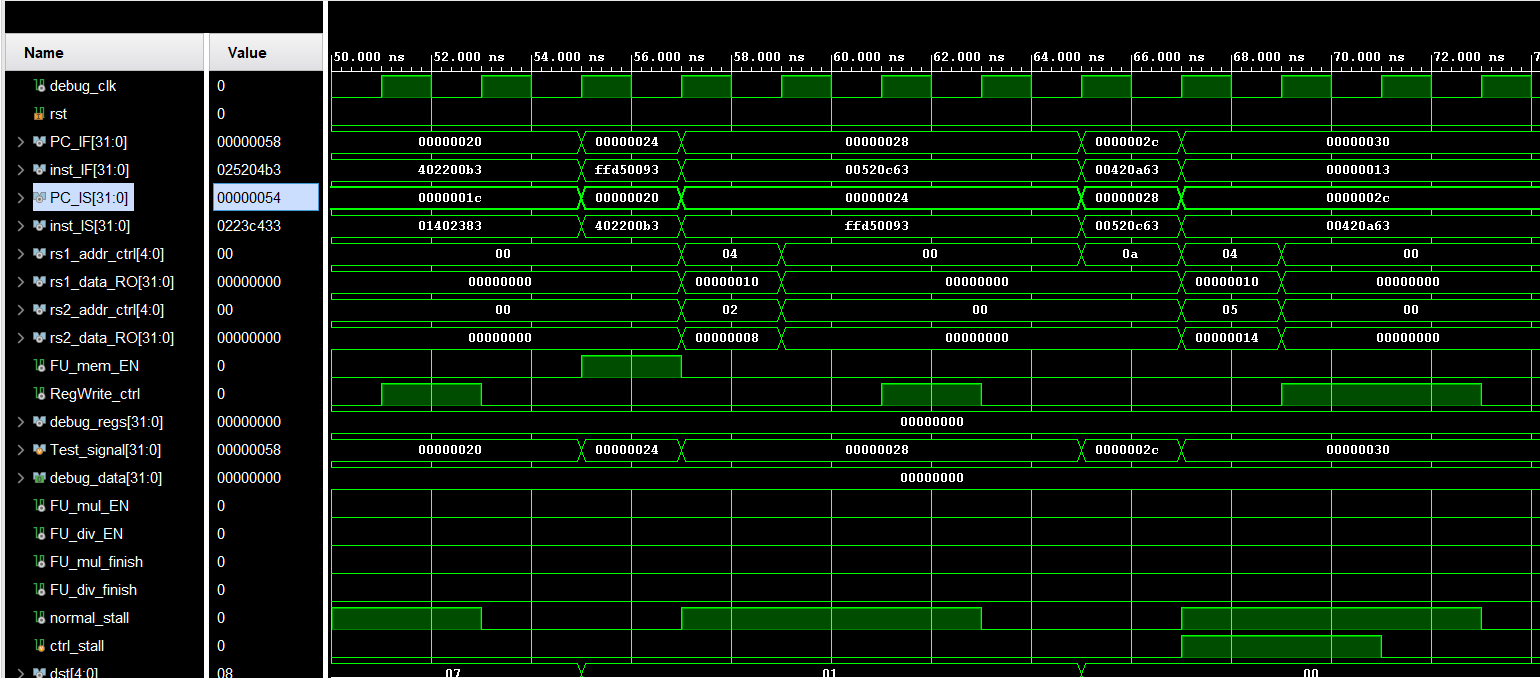 Name Value
50.000 ns 52.000 ns 54.000 ns 56.000 ns 58.000 ns 60.000 ns 62.000 ns 64.000 ns 66.000 ns 68.000 ns 70.000 ns 72.000 ns
debug_clk 0
rst 0
PC_IF[31:0] 00000058 00000020 00000024 00000028 0000002c 00000030
inst_IF[31:0] 025204b3 402200b3 ffd50093 00520c63 00420a63 00000013
PC_IS[31:0] 00000054 0000001c 00000020 00000024 00000028 0000002c
inst_IS[31:0] 0223c433 01402383 402200b3 ffd50093 00520c63 00420a63
rs1_addr_ctrl[4:0] 00 00 04 00 0a 04 00
rs1_data_RO[31:0] 00000000 00000000 00000010 00000000 00000010 00000000
rs2_addr_ctrl[4:0] 00 00 02 00 05 00
rs2_data_RO[31:0] 00000000 00000000 00000008 00000000 00000014 00000000
FU_mem_EN 0
RegWrite_ctrl 0
debug_regs[31:0] 00000000 00000000
Test_signal[31:0] 00000058 00000020 00000024 00000028 0000002c 00000030
debug_data[31:0] 00000000 00000000
FU_mul_EN 0
FU_div_EN 0
FU_mul_finish 0
FU_div_finish 0
normal_stall 0
ctrl_stall 0
dst[4:0] 08 07 01 00